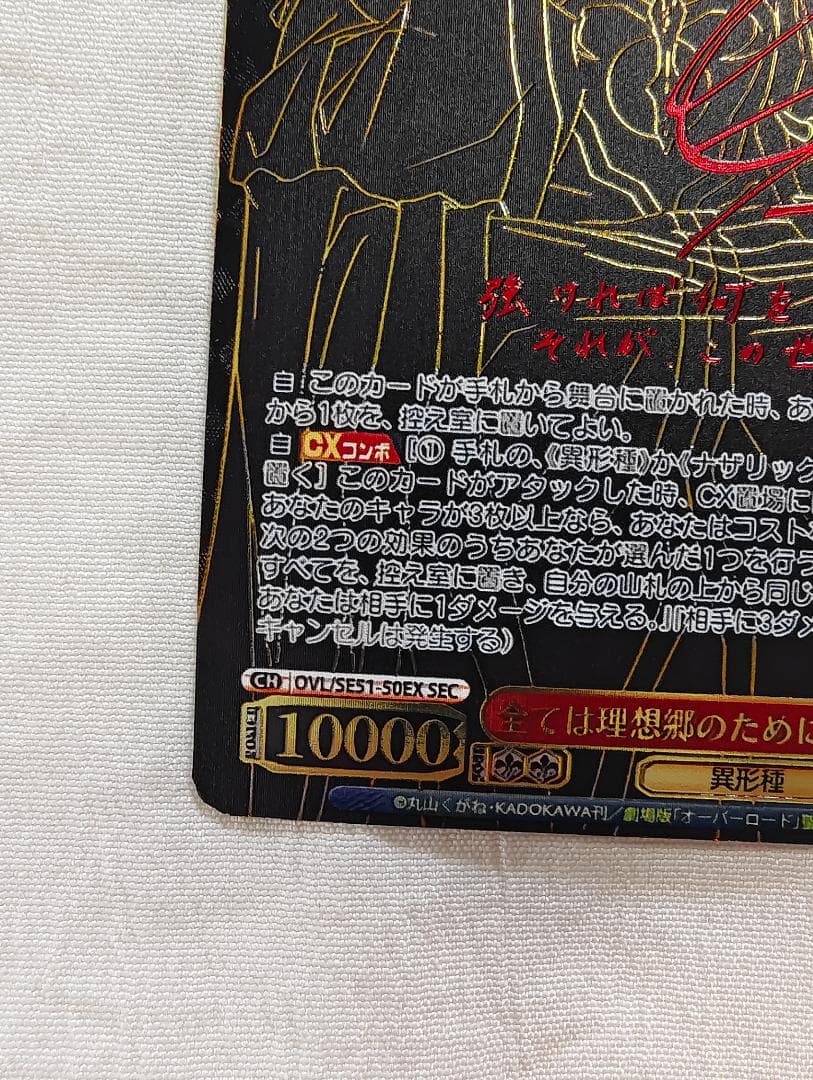 強ければ何を
それが、この世
自 このカードが手札から舞台に置かれた時、あ
から1枚を、控え室に置いてよい。
自 CXコンボ [① 手札の、《異形種》か《ナザリック
置く] このカードがアタックした時、CX置場に
あなたのキャラが3枚以上なら、あなたはコスト
次の2つの効果のうちあなたが選んだ1つを行う
すべてを、控え室に置き、自分の山札の上から同じ
あなたは相手に1ダメージを与える。』『相手に3ダメ
キャンセルは発生する)
CH OVL/SE51-50EX SEC
10000
全ては理想郷のために
異形種
©丸山くがね・KADOKAWA刊/劇場版「オーバーロード」